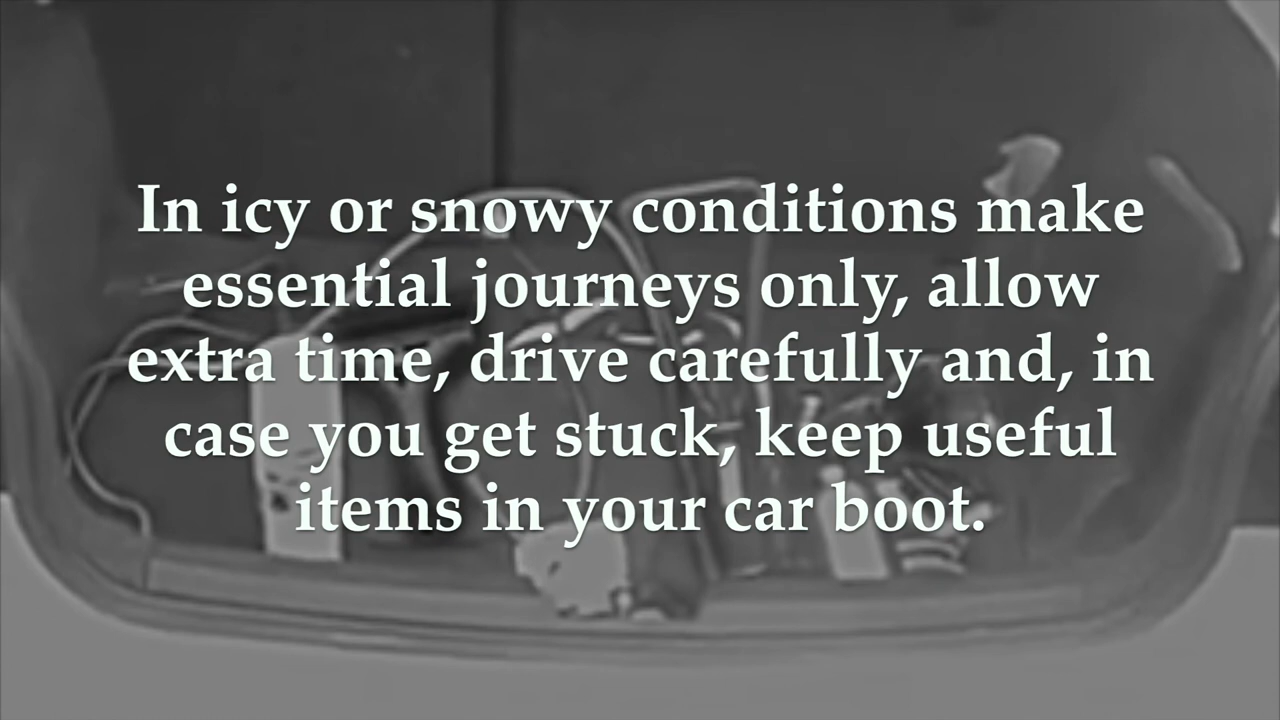 In icy or snowy conditions make
essential journeys only, allow
extra time, drive carefully and, in
case you get stuck, keep useful
items in your car boot.